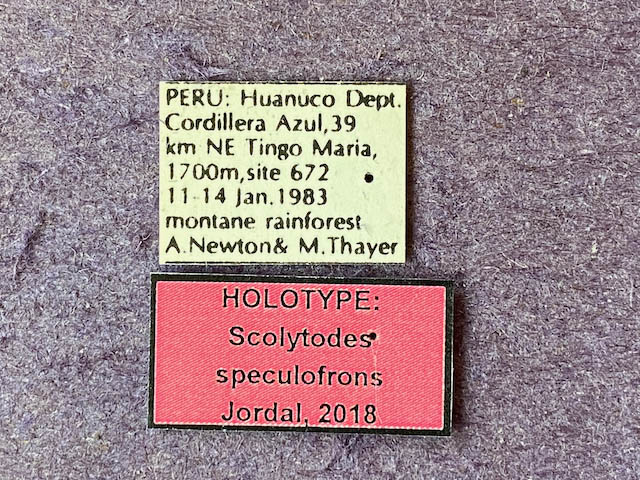 PERU: Huanuco Dept.
Cordillera Azul,39
km NE Tingo Maria,
1700m,site 672
11-14 Jan.1983
montane rainforest
A.Newton& M.Thayer
HOLOTYPE:
Scolytodes
speculofrons
Jordal, 2018